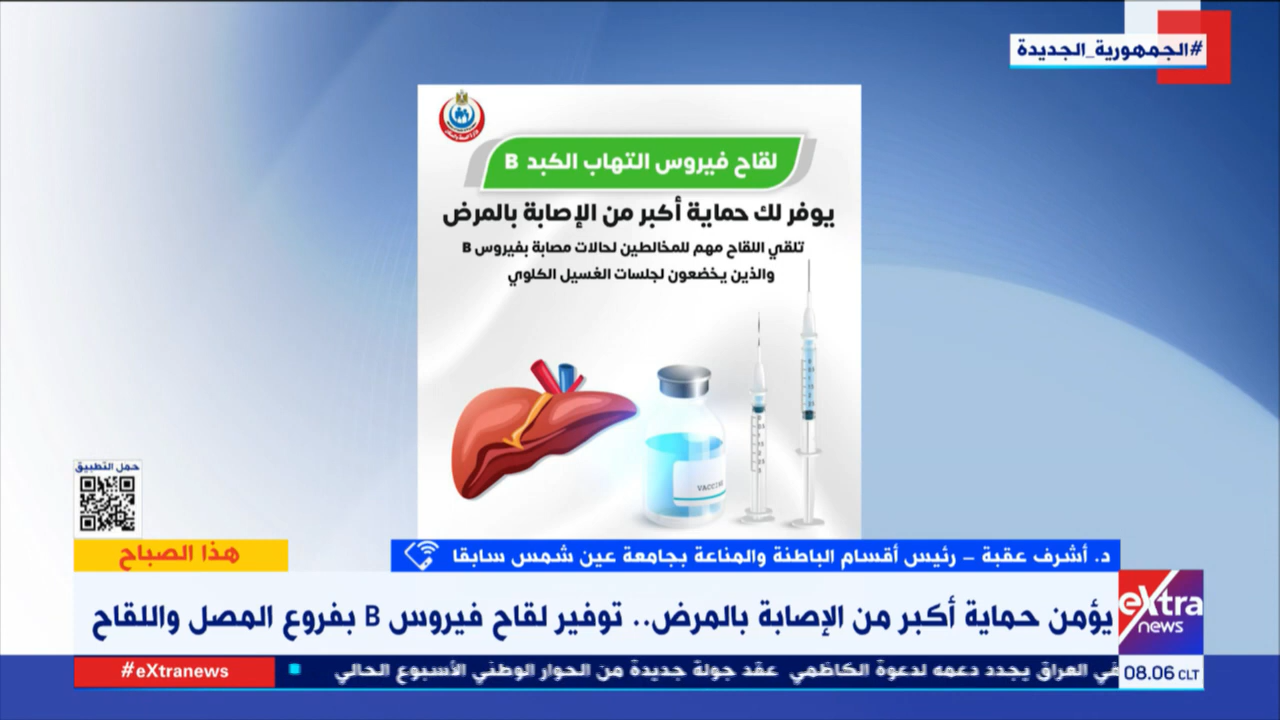 #الجمهورية_الجديدة
لقاح فيروس التهاب الكبد B
يوفر لك حماية أكبر من الإصابة بالمرض
تلقي اللقاح مهم للمخالطين لحالات مصابة بفيروس B
والذين يخضعون لجلسات الغسيل الكلوي
VACCINE
حمل التطبيق
هذا الصباح
د. أشرف عقبة – رئيس أقسام الباطنة والمناعة بجامعة عين شمس سابقا
يؤمن حماية أكبر من الإصابة بالمرض.. توفير لقاح فيروس B بفروع المصل واللقاح
eXtra
news
#eXtranews
في العراق يجدد دعمه لدعوة الكاظمي عقد جولة جديدة من الحوار الوطني الأسبوع الحالي
08.06 CLT